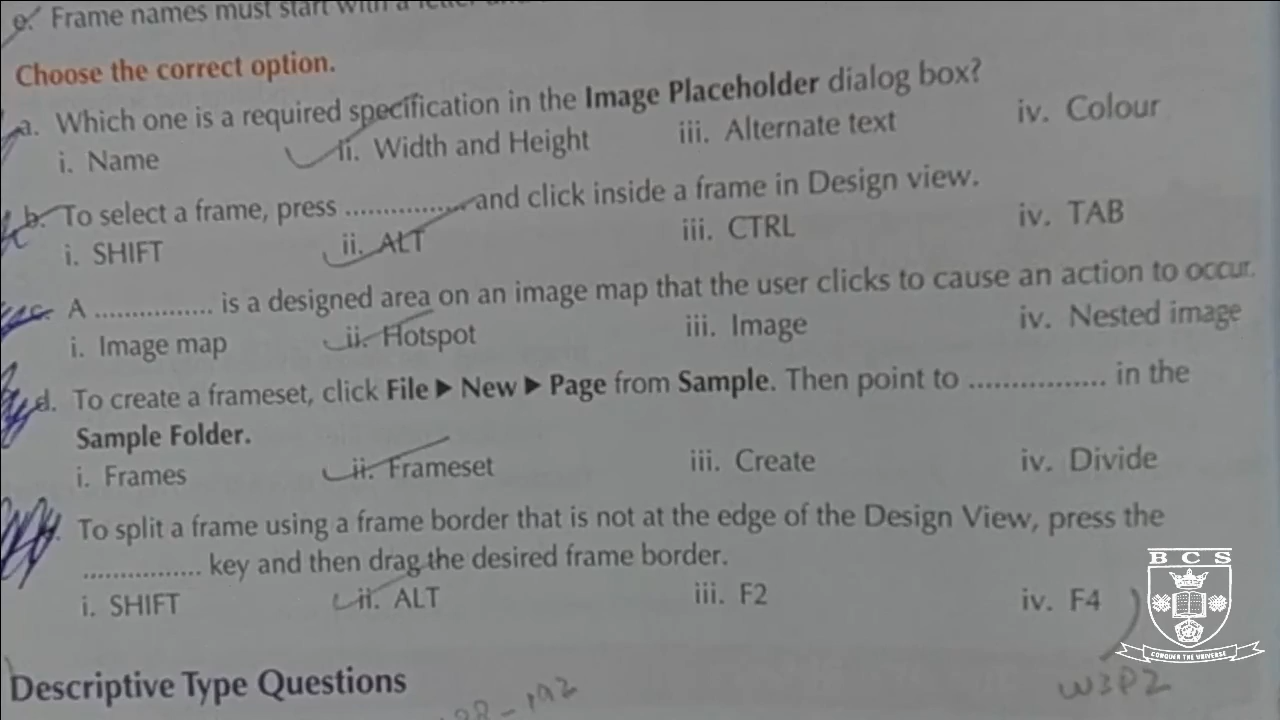 e. Frame names must start with a letter
Choose the correct option.
a. Which one is a required specification in the Image Placeholder dialog box?
i. Name ii. Width and Height iii. Alternate text iv. Colour
b. To select a frame, press ................ and click inside a frame in Design view.
i. SHIFT ii. ALT iii. CTRL iv. TAB
c. A ................ is a designed area on an image map that the user clicks to cause an action to occur.
i. Image map ii. Hotspot iii. Image iv. Nested image
d. To create a frameset, click File ▶ New ▶ Page from Sample. Then point to ................ in the
Sample Folder.
i. Frames ii. Frameset iii. Create iv. Divide
To split a frame using a frame border that is not at the edge of the Design View, press the
................ key and then drag the desired frame border.
i. SHIFT ii. ALT iii. F2 iv. F4
BCS
CONQUER THE UNIVERSE
W3P2
Descriptive Type Questions